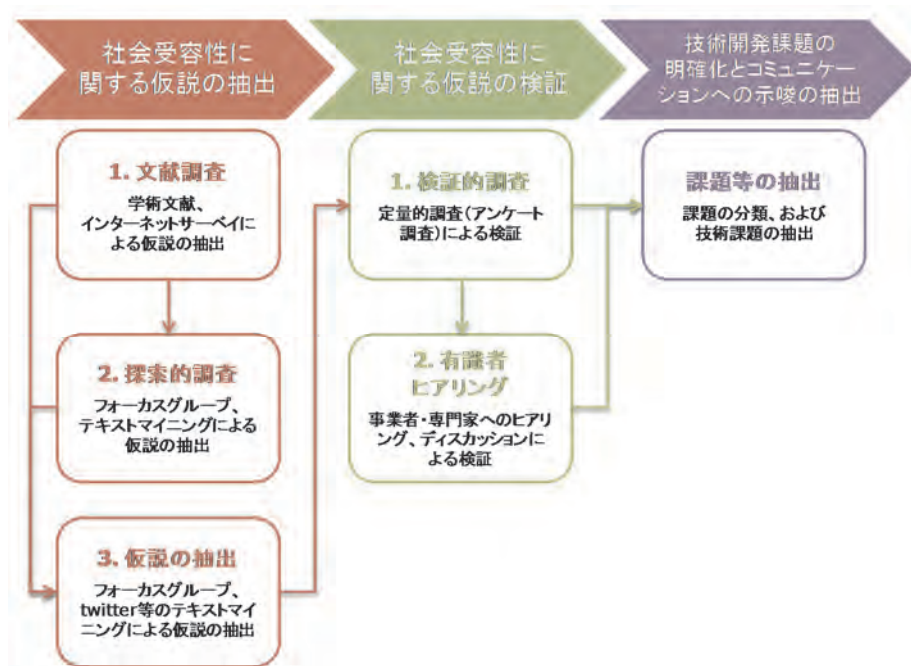 社会受容性に
関する仮説の抽出
社会受容性に
関する仮説の検証
技術開発課題の
明確化とコミュニケー
ションへの示唆の抽出
1. 文献調査
学術文献、
インターネットサーベイに
よる仮説の抽出
2. 探索的調査
フォーカスグループ、
テキストマイニングによる
仮説の抽出
3. 仮説の抽出
フォーカスグループ、
twitter等のテキストマイ
ニングによる仮説の抽出
1. 検証的調査
定量的調査(アンケート
調査)による検証
2. 有識者
ヒアリング
事業者・専門家へのヒアリ
ング、ディスカッションに
よる検証
課題等の抽出
課題の分類、および
技術課題の抽出